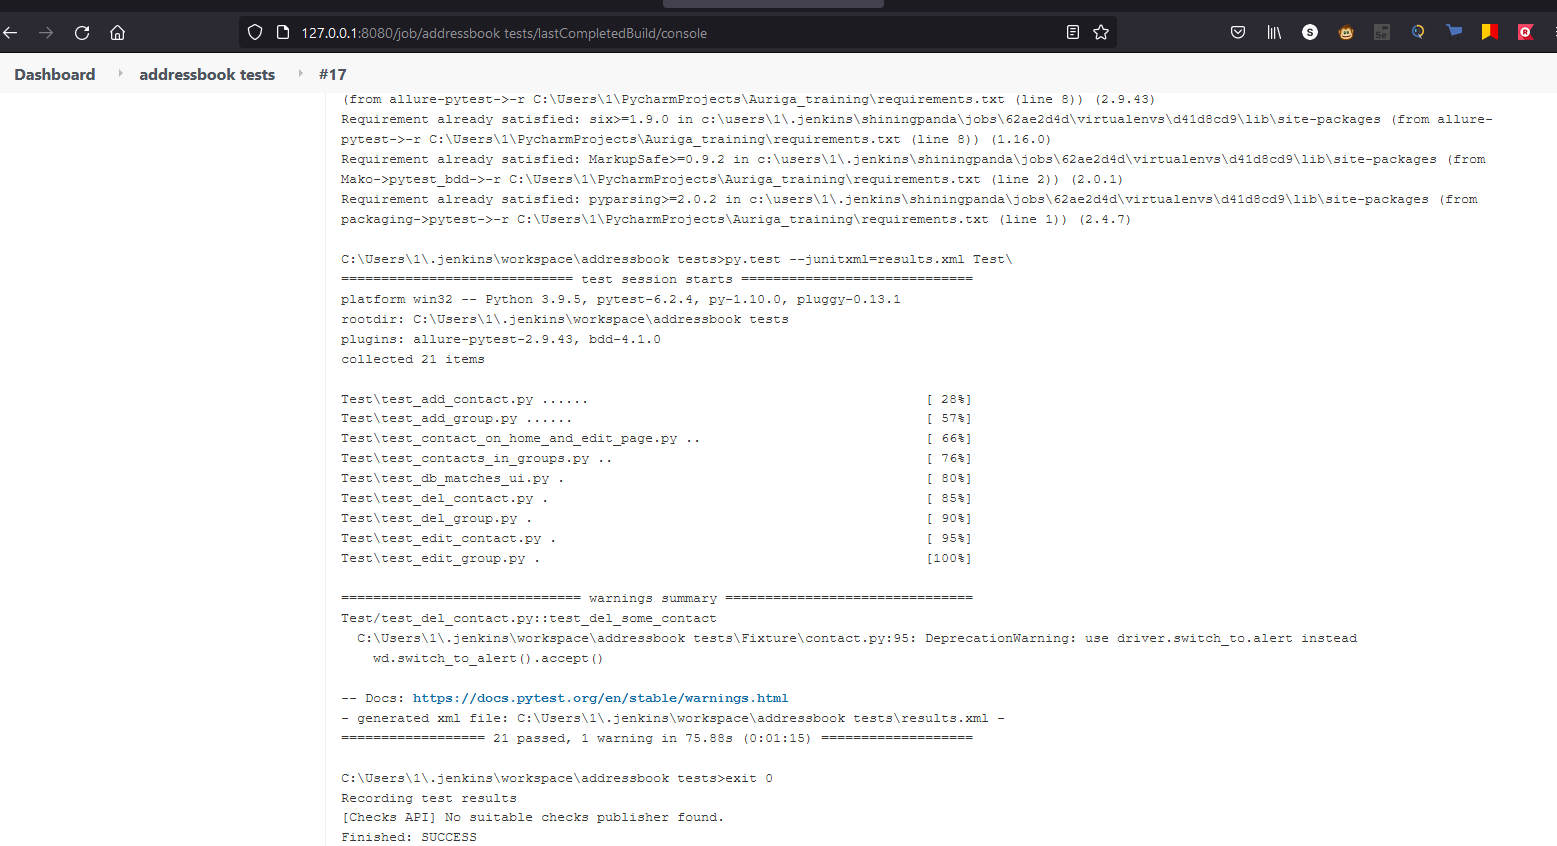 127.0.0.1:8080/job/addressbook tests/lastCompletedBuild/console
S
Se
R
Dashboard addressbook tests #17
(from allure-pytest->-r C:\Users\1\PycharmProjects\Auriga_training\requirements.txt (line 8)) (2.9.43)
Requirement already satisfied: six>=1.9.0 in c:\users\1\.jenkins\shiningpanda\jobs\62ae2d4d\virtualenvs\d41d8cd9\lib\site-packages (from allure-
pytest->-r C:\Users\1\PycharmProjects\Auriga_training\requirements.txt (line 8)) (1.16.0)
Requirement already satisfied: MarkupSafe>=0.9.2 in c:\users\1\.jenkins\shiningpanda\jobs\62ae2d4d\virtualenvs\d41d8cd9\lib\site-packages (from
Mako->pytest_bdd->-r C:\Users\1\PycharmProjects\Auriga_training\requirements.txt (line 2)) (2.0.1)
Requirement already satisfied: pyparsing>=2.0.2 in c:\users\1\.jenkins\shiningpanda\jobs\62ae2d4d\virtualenvs\d41d8cd9\lib\site-packages (from
packaging->pytest->-r C:\Users\1\PycharmProjects\Auriga_training\requirements.txt (line 1)) (2.4.7)
C:\Users\1\.jenkins\workspace\addressbook tests>py.test --junitxml=results.xml Test\
============================= test session starts =============================
platform win32 -- Python 3.9.5, pytest-6.2.4, py-1.10.0, pluggy-0.13.1
rootdir: C:\Users\1\.jenkins\workspace\addressbook tests
plugins: allure-pytest-2.9.43, bdd-4.1.0
collected 21 items
Test\test_add_contact.py ...... [ 28%]
Test\test_add_group.py ...... [ 57%]
Test\test_contact_on_home_and_edit_page.py .. [ 66%]
Test\test_contacts_in_groups.py .. [ 76%]
Test\test_db_matches_ui.py . [ 80%]
Test\test_del_contact.py . [ 85%]
Test\test_del_group.py . [ 90%]
Test\test_edit_contact.py . [ 95%]
Test\test_edit_group.py . [100%]
============================== warnings summary ===============================
Test/test_del_contact.py::test_del_some_contact
C:\Users\1\.jenkins\workspace\addressbook tests\Fixture\contact.py:95: DeprecationWarning: use driver.switch_to.alert instead
wd.switch_to_alert().accept()
-- Docs: https://docs.pytest.org/en/stable/warnings.html
- generated xml file: C:\Users\1\.jenkins\workspace\addressbook tests\results.xml -
================== 21 passed, 1 warning in 75.88s (0:01:15) ===================
C:\Users\1\.jenkins\workspace\addressbook tests>exit 0
Recording test results
[Checks API] No suitable checks publisher found.
Finished: SUCCESS